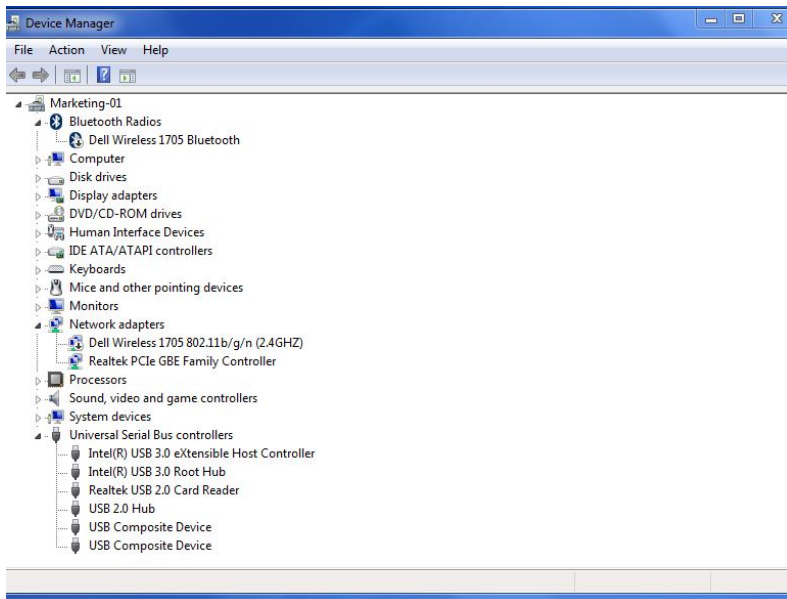 Device Manager
File Action View Help
Marketing-01
Bluetooth Radios
Dell Wireless 1705 Bluetooth
Computer
Disk drives
Display adapters
DVD/CD-ROM drives
Human Interface Devices
IDE ATA/ATAPI controllers
Keyboards
Mice and other pointing devices
Monitors
Network adapters
Dell Wireless 1705 802.11b/g/n (2.4GHZ)
Realtek PCIe GBE Family Controller
Processors
Sound, video and game controllers
System devices
Universal Serial Bus controllers
Intel(R) USB 3.0 eXtensible Host Controller
Intel(R) USB 3.0 Root Hub
Realtek USB 2.0 Card Reader
USB 2.0 Hub
USB Composite Device
USB Composite Device